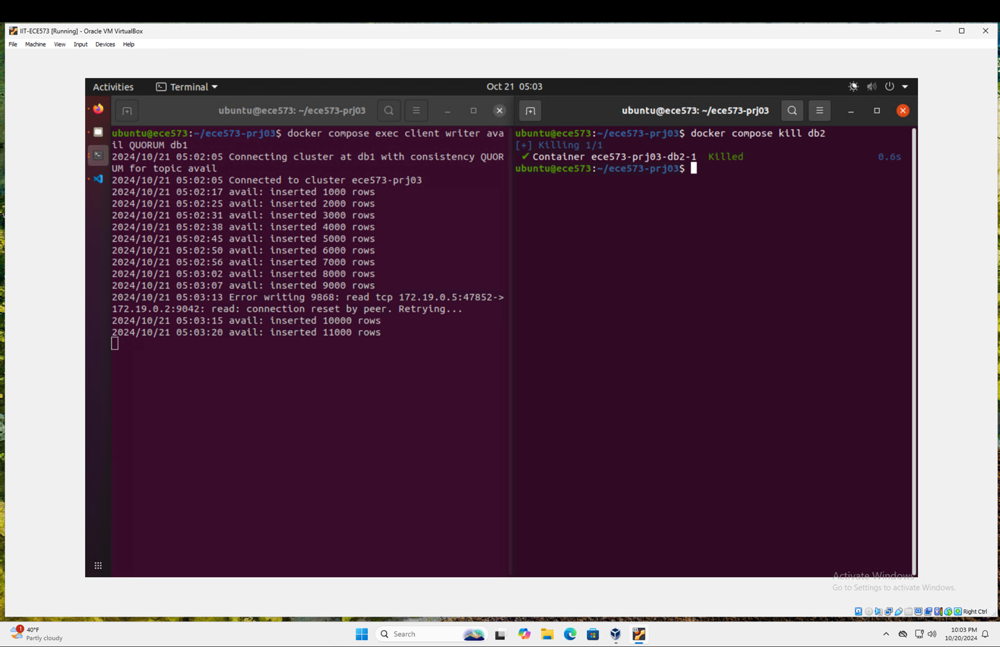 IIT-ECE573 [Running] - Oracle VM VirtualBox
File Machine View Input Devices Help
Activities Terminal Oct 21 05:03
ubuntu@ece573: ~/ece573-prj03
ubuntu@ece573:~/ece573-prj03$ docker compose exec client writer ava
il QUORUM db1
2024/10/21 05:02:05 Connecting cluster at db1 with consistency QUOR
UM for topic avail
2024/10/21 05:02:05 Connected to cluster ece573-prj03
2024/10/21 05:02:17 avail: inserted 1000 rows
2024/10/21 05:02:25 avail: inserted 2000 rows
2024/10/21 05:02:31 avail: inserted 3000 rows
2024/10/21 05:02:38 avail: inserted 4000 rows
2024/10/21 05:02:45 avail: inserted 5000 rows
2024/10/21 05:02:50 avail: inserted 6000 rows
2024/10/21 05:02:56 avail: inserted 7000 rows
2024/10/21 05:03:02 avail: inserted 8000 rows
2024/10/21 05:03:07 avail: inserted 9000 rows
2024/10/21 05:03:13 Error writing 9868: read tcp 172.19.0.5:47852->
172.19.0.2:9042: read: connection reset by peer. Retrying...
2024/10/21 05:03:15 avail: inserted 10000 rows
2024/10/21 05:03:20 avail: inserted 11000 rows
ubuntu@ece573: ~/ece573-prj03
ubuntu@ece573:~/ece573-prj03$ docker compose kill db2
[+] Killing 1/1
✔ Container ece573-prj03-db2-1 Killed 0.6s
ubuntu@ece573:~/ece573-prj03$
Activate Windows
Go to Settings to activate Windows.
Right Ctrl
1
40°F
Partly cloudy
Search
10:03 PM
10/20/2024